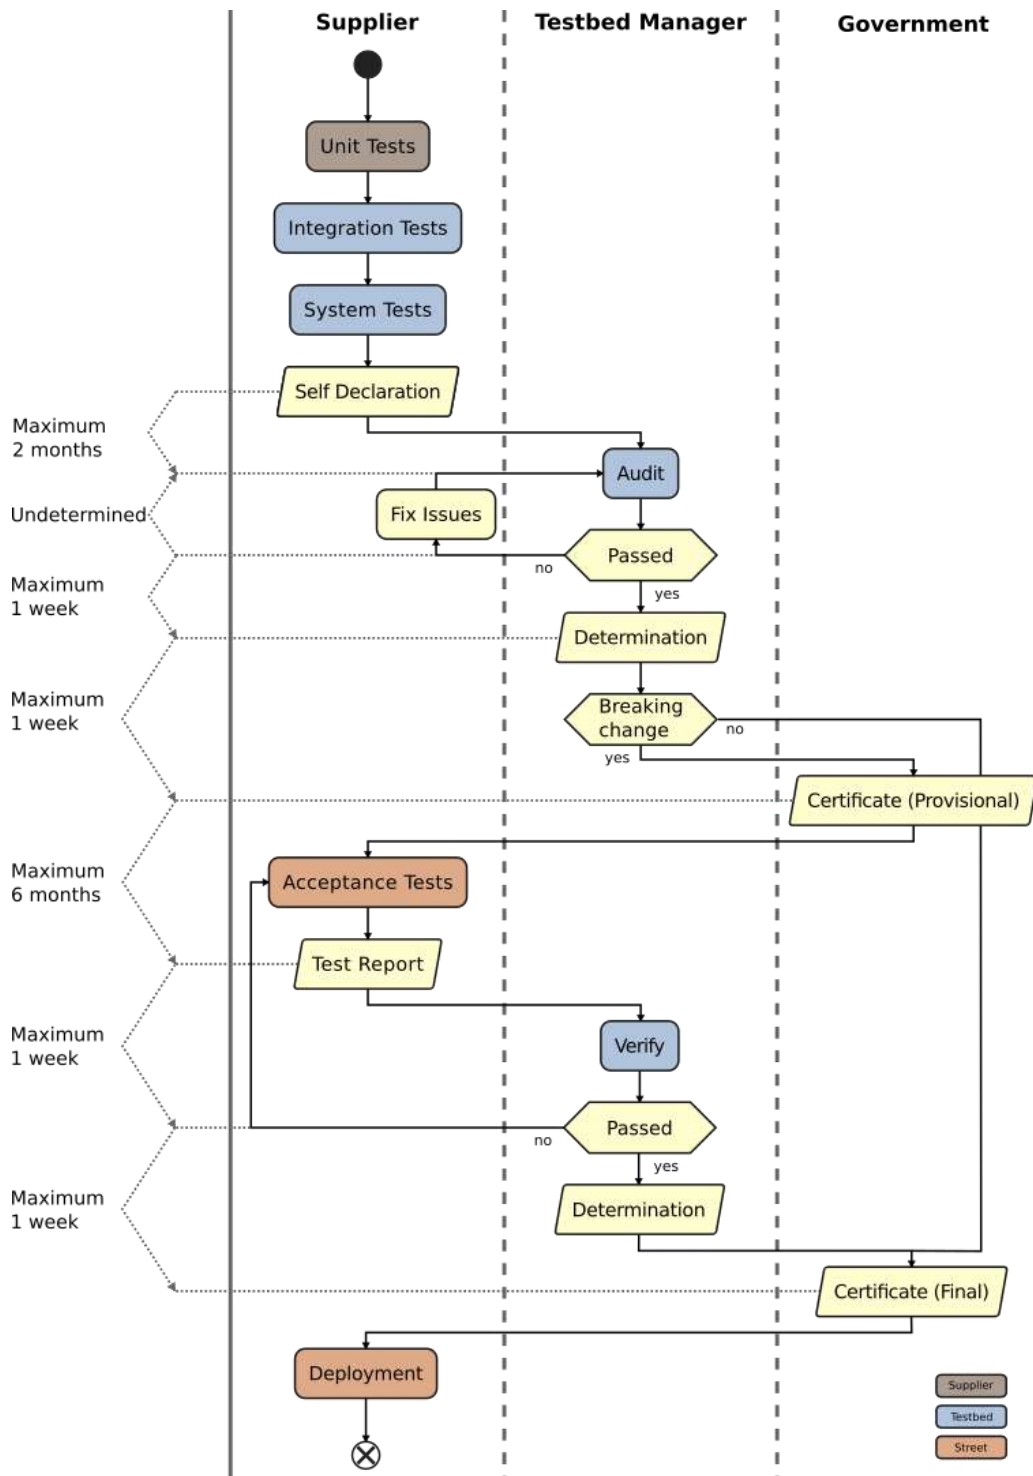 Supplier
Testbed Manager
Government
Unit Tests
Integration Tests
System Tests
Self Declaration
Maximum
2 months
Audit
Undetermined
Fix Issues
Passed
no
yes
Maximum
1 week
Determination
Maximum
1 week
Breaking
change
no
yes
Certificate (Provisional)
Maximum
6 months
Acceptance Tests
Test Report
Maximum
1 week
Verify
Passed
no
yes
Maximum
1 week
Determination
Certificate (Final)
Deployment
Supplier
Testbed
Street